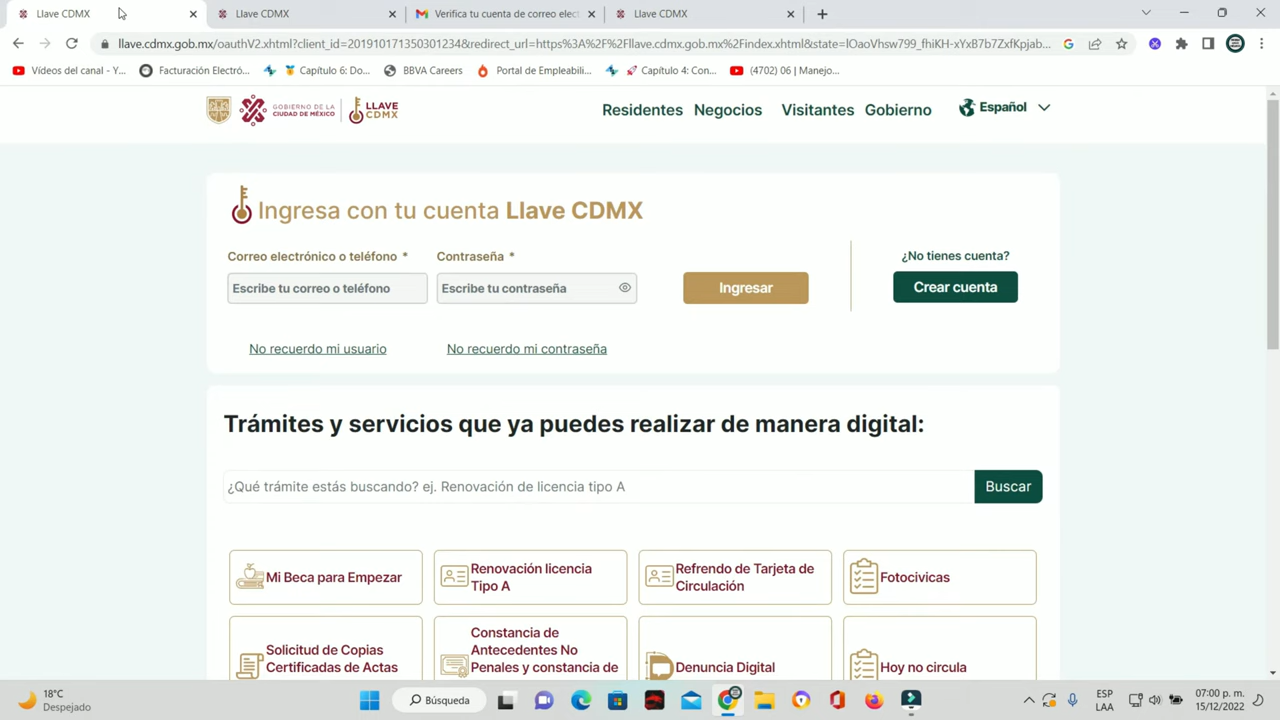 Llave CDMX
Llave CDMX
Verifica tu cuenta de correo elec
Llave CDMX
llave.cdmx.gob.mx/oauthV2.xhtml?client_id=201910171350301234&redirect_url=https%3A%2F%2Fllave.cdmx.gob.mx%2Findex.xhtml&state=lOaoVhsw799_fhiKH-xYxB7b7ZxfKpjab...
Vídeos del canal - Y...
Facturación Electró...
Capítulo 6: Do...
BBVA Careers
Portal de Empleabili...
Capítulo 4: Con...
(4702) 06 | Manejo...
GOBIERNO DE LA
CIUDAD DE MÉXICO
LLAVE
CDMX
Residentes
Negocios
Visitantes
Gobierno
Español
Ingresa con tu cuenta Llave CDMX
Correo electrónico o teléfono *
Contraseña *
¿No tienes cuenta?
Escribe tu correo o teléfono
Escribe tu contraseña
Ingresar
Crear cuenta
No recuerdo mi usuario
No recuerdo mi contraseña
Trámites y servicios que ya puedes realizar de manera digital:
¿Qué trámite estás buscando? ej. Renovación de licencia tipo A
Buscar
Mi Beca para Empezar
Renovación licencia
Tipo A
Refrendo de Tarjeta de
Circulación
Fotocivicas
Solicitud de Copias
Certificadas de Actas
Constancia de
Antecedentes No
Penales y constancia de
Denuncia Digital
Hoy no circula
18°C
Despejado
Búsqueda
ESP
LAA
07:00 p. m.
15/12/2022